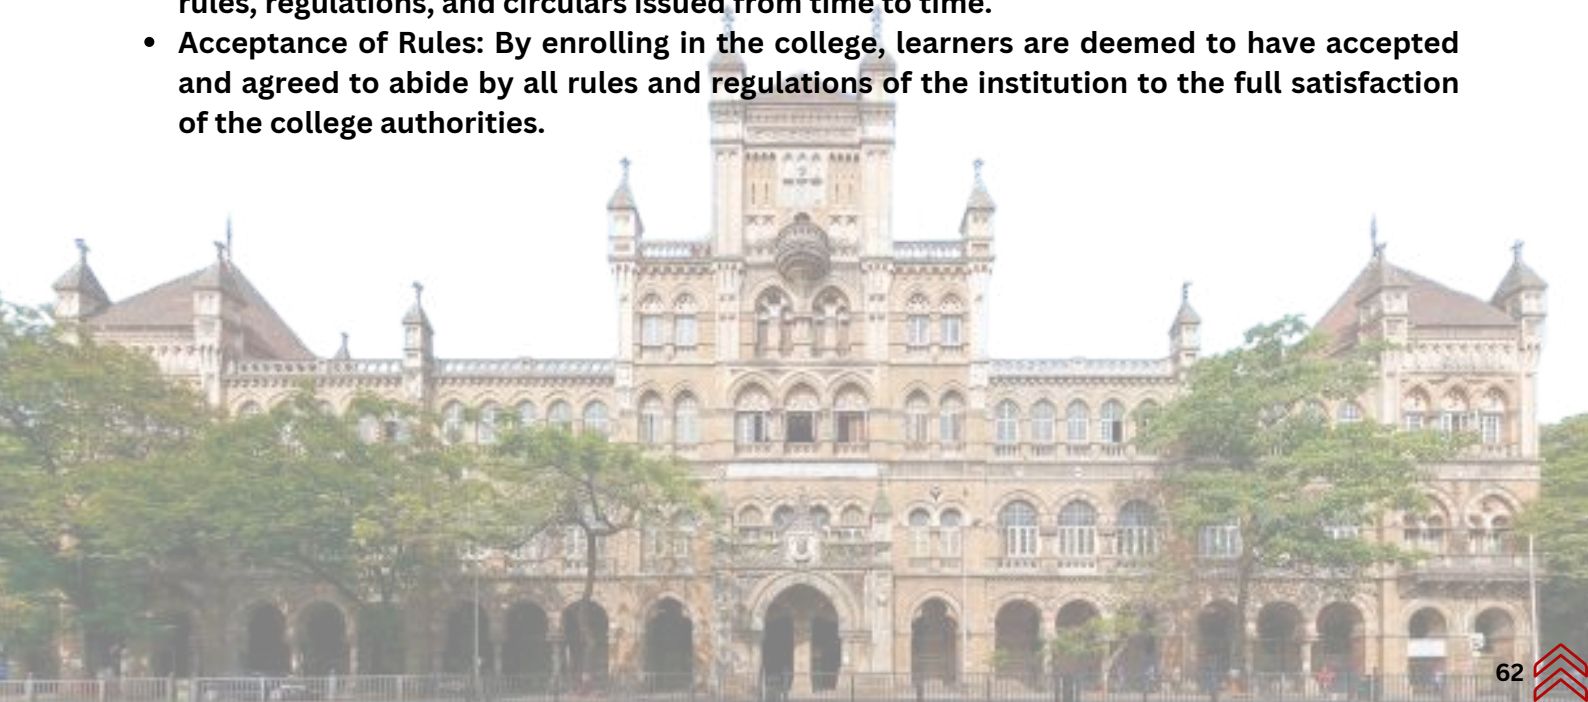 rules, regulations, and circulars issued from time to time.
• Acceptance of Rules: By enrolling in the college, learners are deemed to have accepted
and agreed to abide by all rules and regulations of the institution to the full satisfaction
of the college authorities.
62